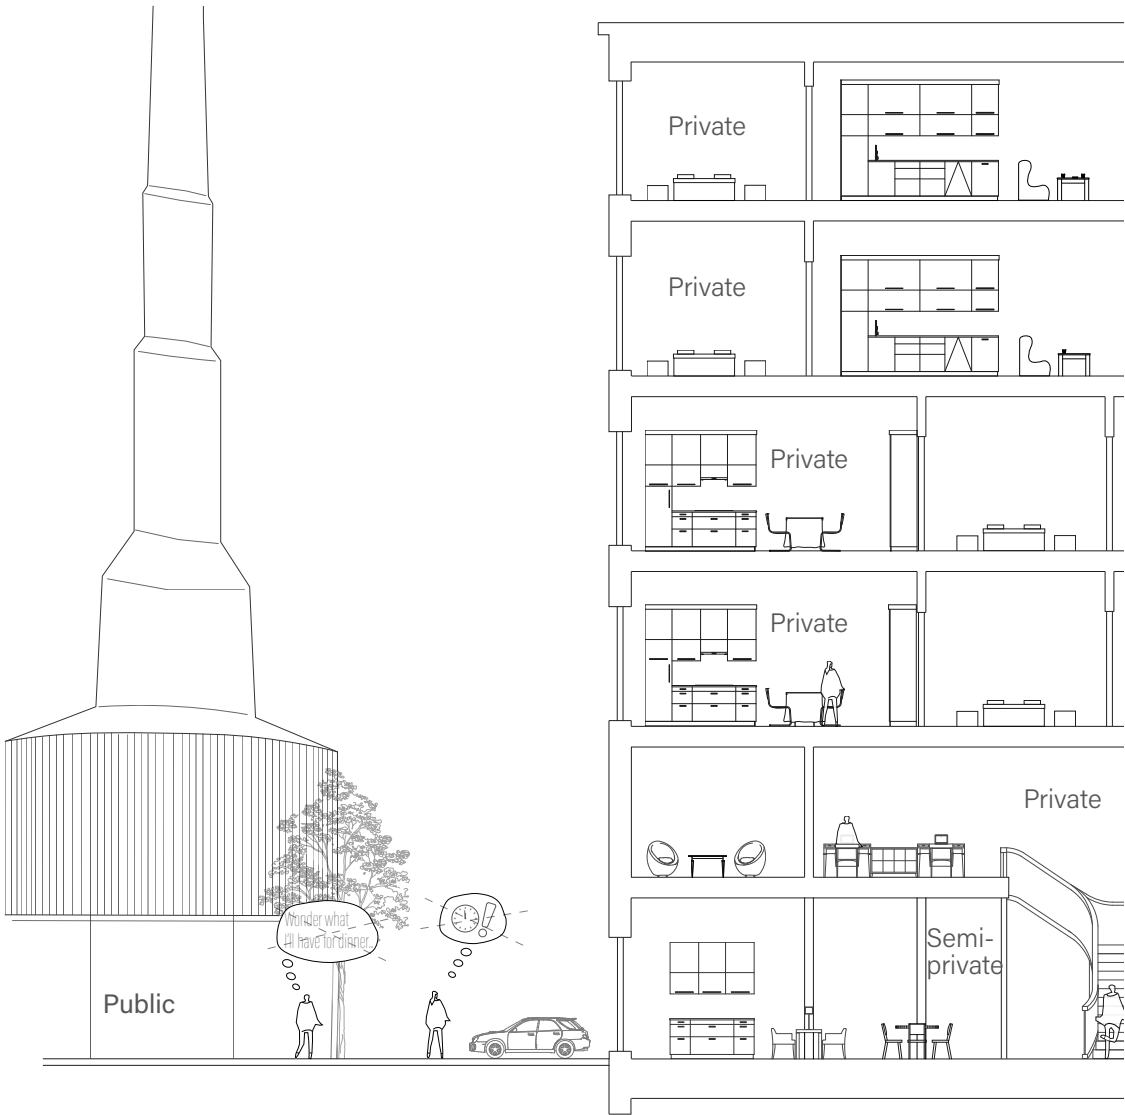 Private
Private
Private
Private
Private
Semi-
private
Wonder what
I'll have for dinner..
!
Public